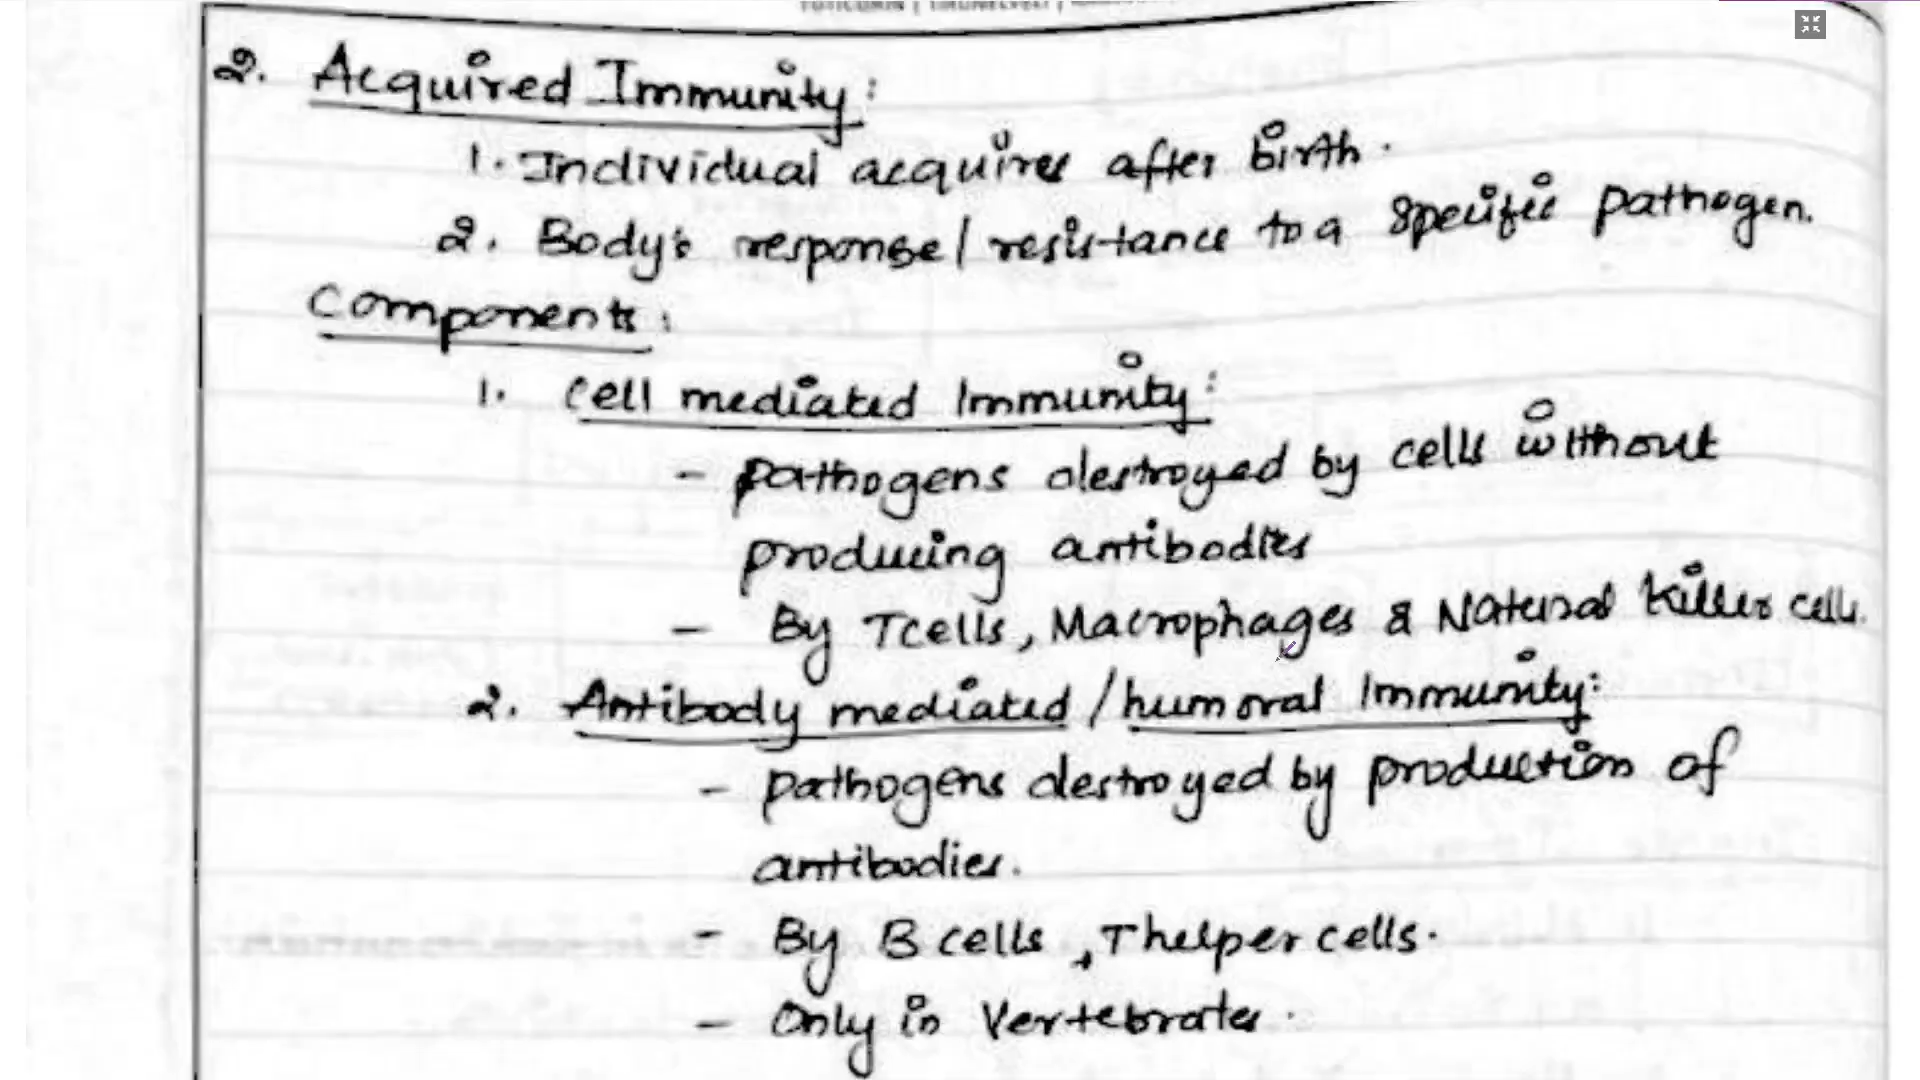 2. Acquired Immunity:
1. Individual acquires after birth.
2. Body's response/ resistance to a specific pathogen.
Components:
1. Cell mediated Immunity:
- pathogens destroyed by cells without
producing antibodies
- By T cells, Macrophages & Natural killer cells.
2. Antibody mediated / humoral Immunity:
- pathogens destroyed by production of
antibodies.
- By B cells, T helper cells.
- Only in Vertebrates.